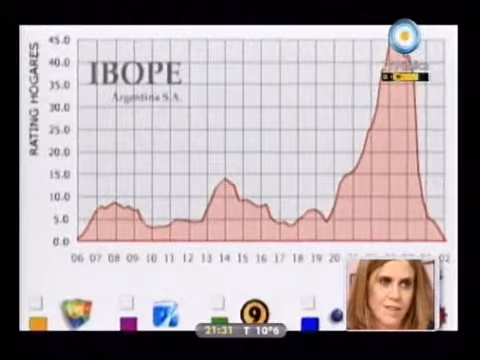 RATING HOGARES
45.0
40.0
35.0
30.0
25.0
20.0
15.0
10.0
5.0
0.0
IBOPE
Argentina S.A.
06 07 08 09 10 11 12 13 14 15 16 17 18 19 20 21 02
9
21:31 T 10°6